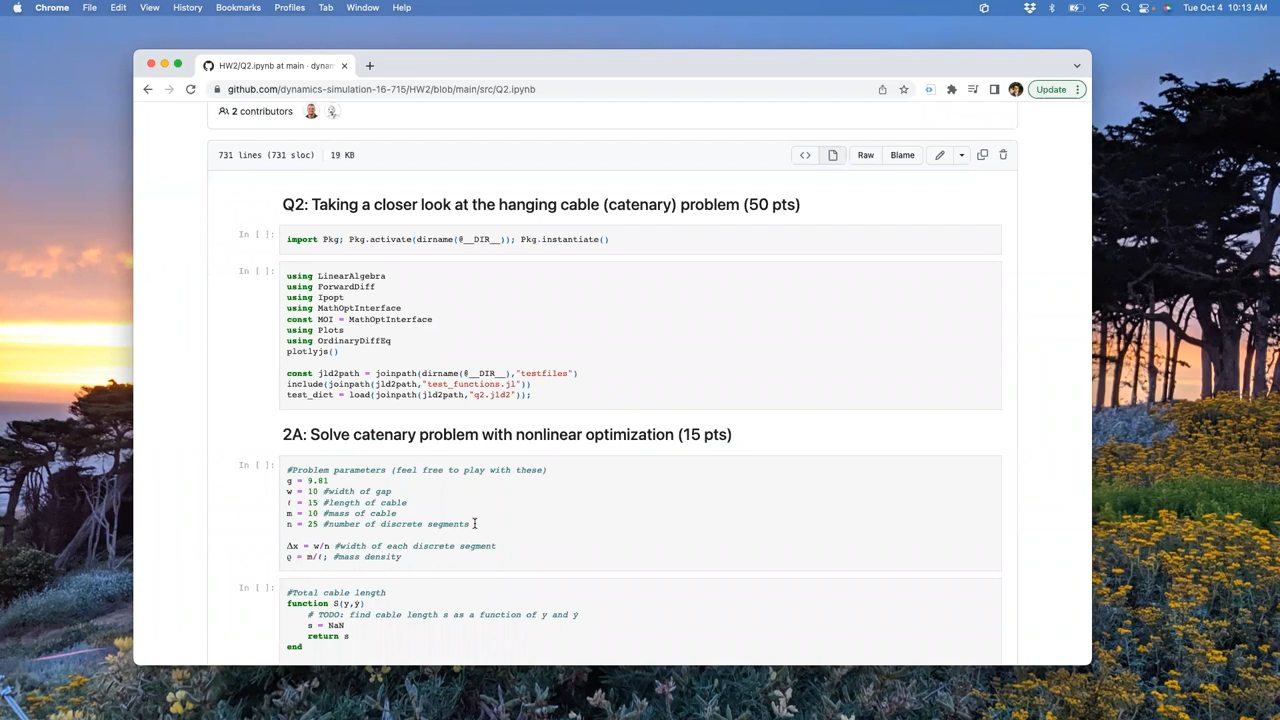 Chrome File Edit View History Bookmarks Profiles Tab Window Help Tue Oct 4 10:13 AM
HW2/Q2.ipynb at main · dynam
github.com/dynamics-simulation-16-715/HW2/blob/main/src/Q2.ipynb Update
2 contributors
731 lines (731 sloc) 19 KB Raw Blame
Q2: Taking a closer look at the hanging cable (catenary) problem (50 pts)
In [ ]: import Pkg; Pkg.activate(dirname(@__DIR__)); Pkg.instantiate()
In [ ]:
using LinearAlgebra
using ForwardDiff
using Ipopt
using MathOptInterface
const MOI = MathOptInterface
using Plots
using OrdinaryDiffEq
plotlyjs()
const jld2path = joinpath(dirname(@__DIR__),"testfiles")
include(joinpath(jld2path,"test_functions.jl"))
test_dict = load(joinpath(jld2path,"q2.jld2"));
2A: Solve catenary problem with nonlinear optimization (15 pts)
In [ ]:
#Problem parameters (feel free to play with these)
g = 9.81
w = 10 #width of gap
ℓ = 15 #length of cable
m = 10 #mass of cable
n = 25 #number of discrete segments
Δx = w/n #width of each discrete segment
ρ = m/ℓ; #mass density
In [ ]:
#Total cable length
function S(y,ẏ)
# TODO: find cable length s as a function of y and ẏ
s = NaN
return s
end